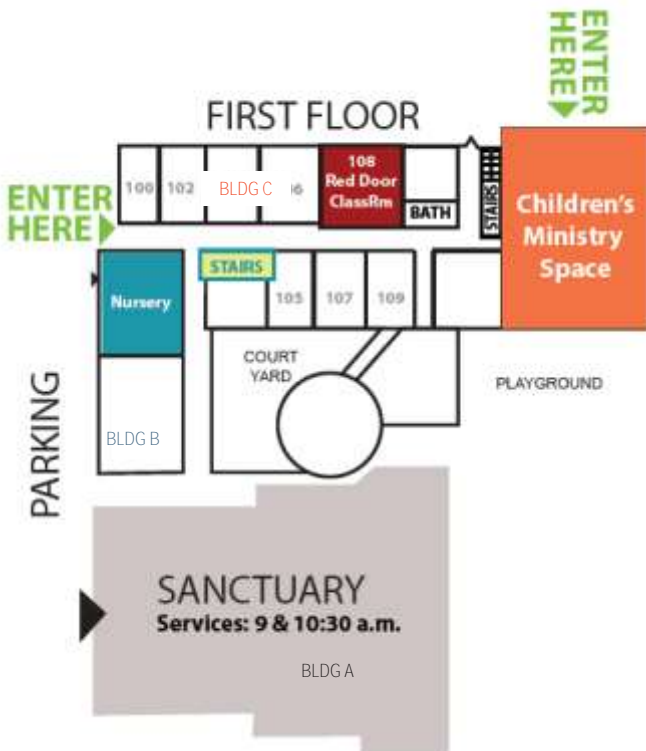 ENTER
HERE
FIRST FLOOR
108
Red Door
ClassRm
100
102
BLDG C
ENTER
HERE
BATH
STAIRS
Children's
Ministry
Space
STAIRS
Nursery
105
107
109
COURT
YARD
PLAYGROUND
PARKING
BLDG B
SANCTUARY
Services: 9 & 10:30 a.m.
BLDG A